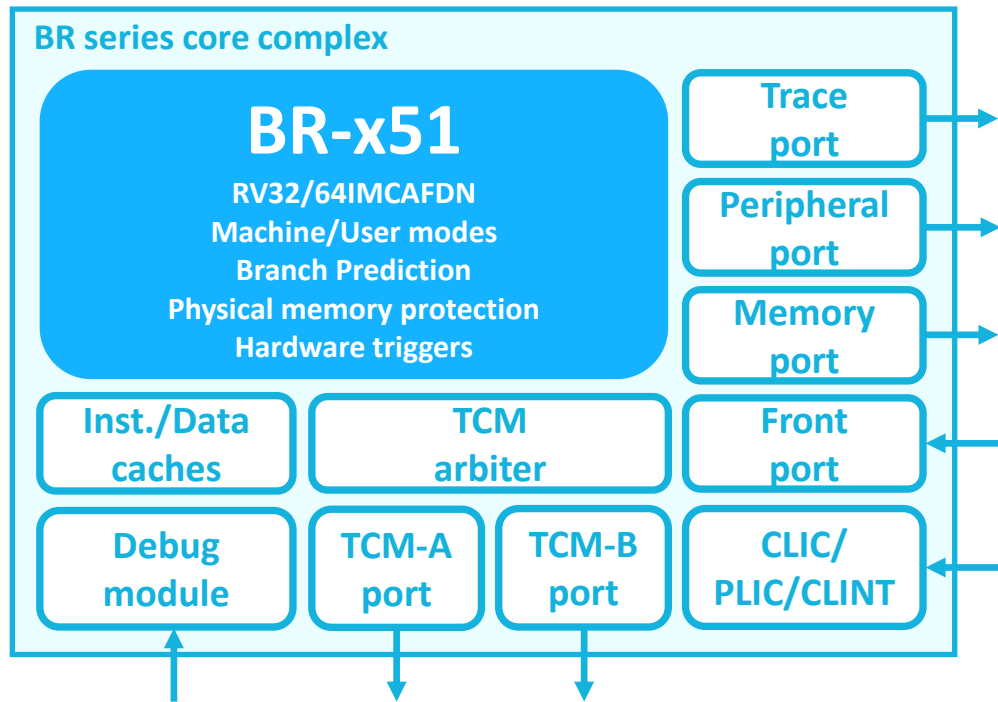 BR series core complex
BR-x51
RV32/64IMCAFDN
Machine/User modes
Branch Prediction
Physical memory protection
Hardware triggers
Trace
port
Peripheral
port
Memory
port
Inst./Data
caches
TCM
arbiter
Front
port
Debug
module
TCM-A
port
TCM-B
port
CLIC/
PLIC/CLINT